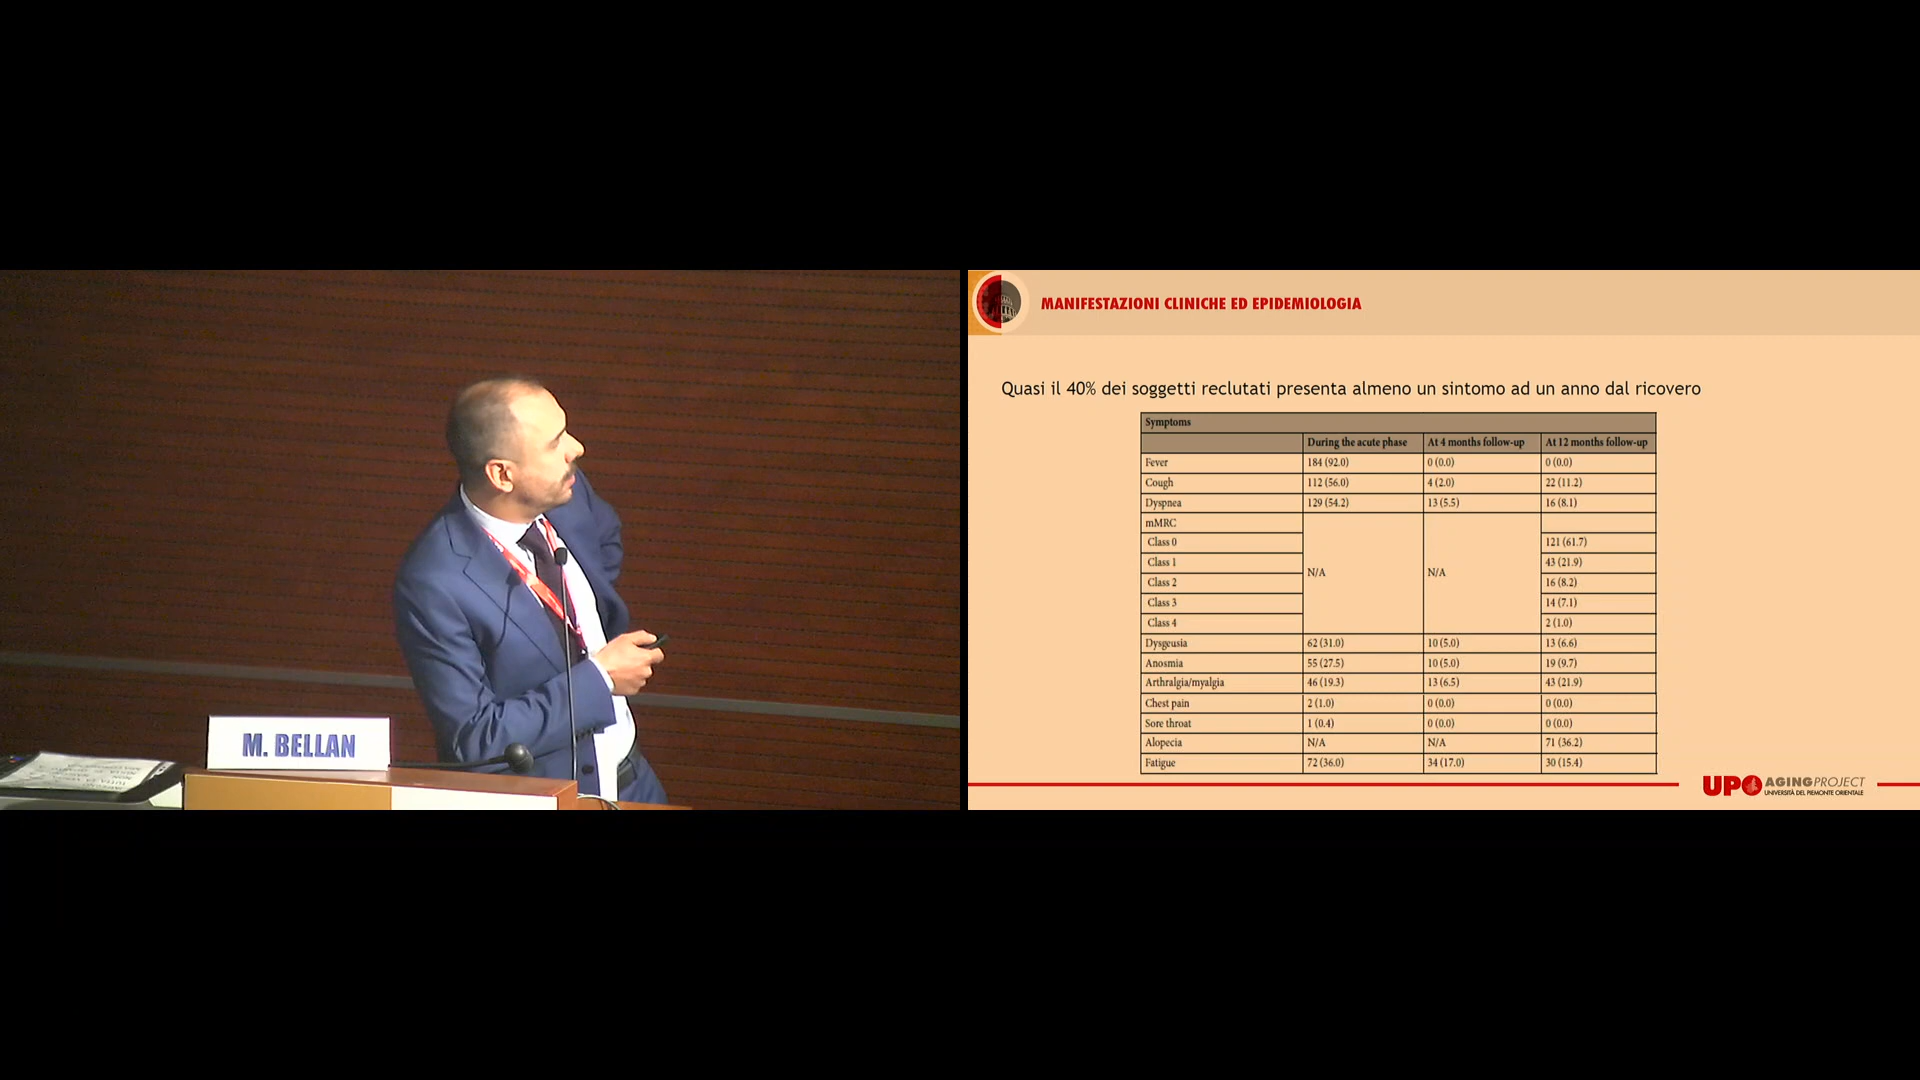 M. BELLAN
MANIFESTAZIONI CLINICHE ED EPIDEMIOLOGIA
Quasi il 40% dei soggetti reclutati presenta almeno un sintomo ad un anno dal ricovero
Symptoms
During the acute phase At 4 months follow-up At 12 months follow-up
Fever 184 (92.0) 0 (0.0) 0 (0.0)
Cough 112 (56.0) 4 (2.0) 22 (11.2)
Dyspnea 129 (54.2) 13 (5.5) 16 (8.1)
mMRC
Class 0 121 (61.7)
Class 1 43 (21.9)
N/A N/A
Class 2 16 (8.2)
Class 3 14 (7.1)
Class 4 2 (1.0)
Dysgeusia 62 (31.0) 10 (5.0) 13 (6.6)
Anosmia 55 (27.5) 10 (5.0) 19 (9.7)
Arthralgia/myalgia 46 (19.3) 13 (6.5) 43 (21.9)
Chest pain 2 (1.0) 0 (0.0) 0 (0.0)
Sore throat 1 (0.4) 0 (0.0) 0 (0.0)
Alopecia N/A N/A 71 (36.2)
Fatigue 72 (36.0) 34 (17.0) 30 (15.4)
UPO AGINGPROJECT
UNIVERSITÀ DEL PIEMONTE ORIENTALE